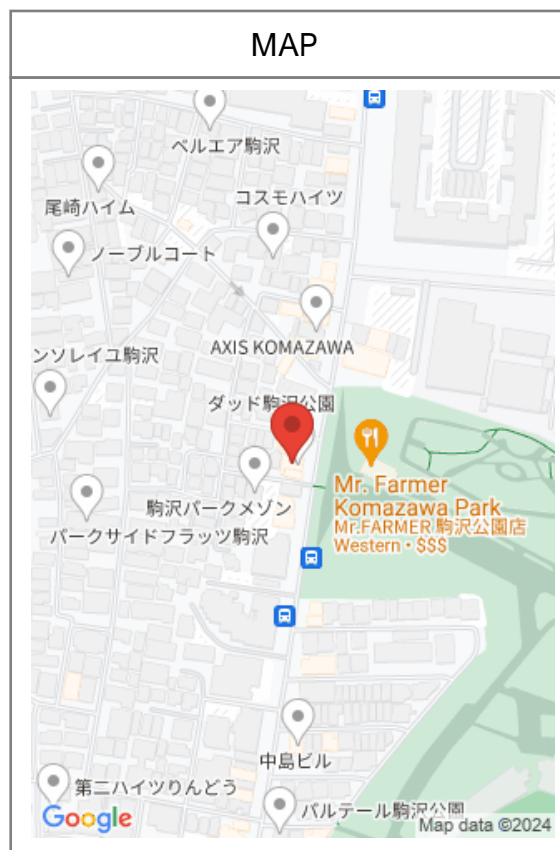 MAP
ベルエア駒沢
尾崎ハイム
コスモハイツ
ノーブルコート
AXIS KOMAZAWA
ンソレイユ駒沢
ダッド駒沢公園
Mr. Farmer
Komazawa Park
Mr.FARMER 駒沢公園店
Western • $$$
駒沢パークメゾン
パークサイドフラッツ駒沢
中島ビル
第二ハイツりんどう
パルテール駒沢公園
Google
Map data ©2024